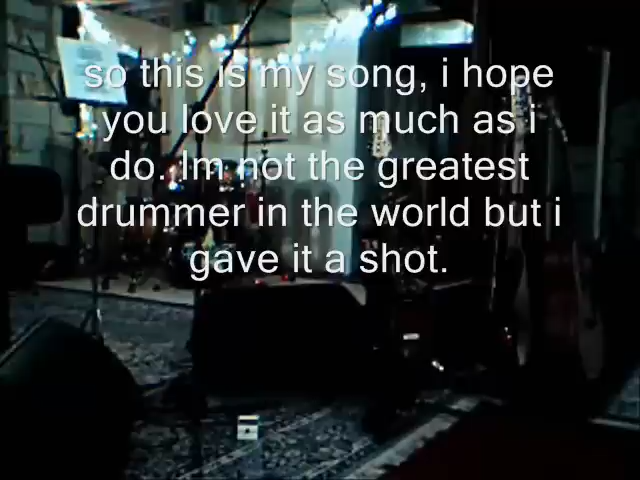 so this is my song, i hope
you love it as much as i
do. Im not the greatest
drummer in the world but i
gave it a shot.